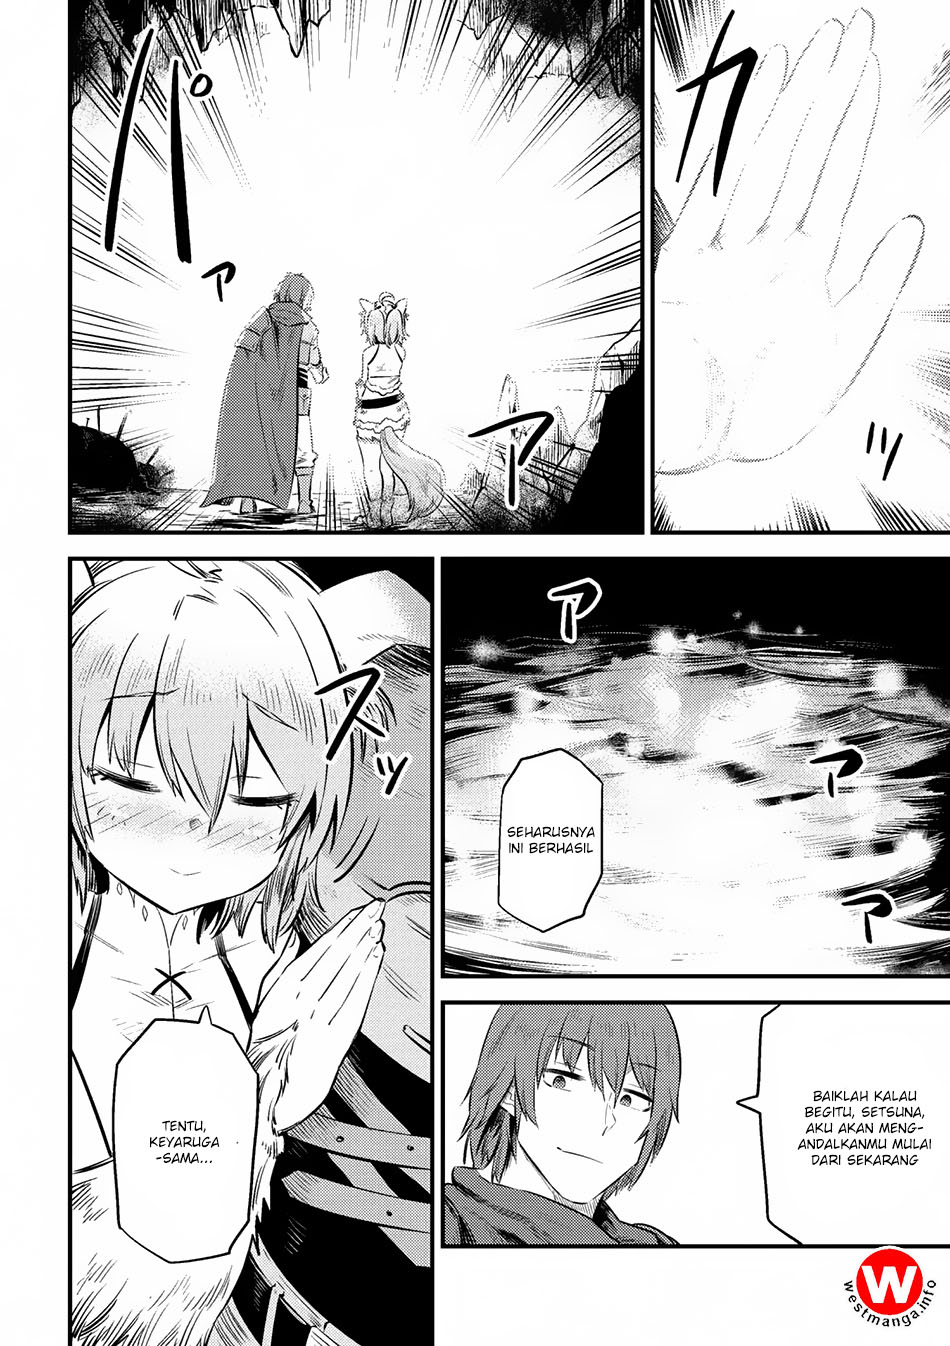 カッ
パアア
アアア
SEHARUSNYA
INI BERHASIL
BAIKLAH KALAU
BEGITU, SETSUNA,
AKU AKAN MENG-
ANDALKANMU MULAI
DARI SEKARANG
スッ
TENTU,
KEYARUGA
-SAMA...
W
westmanga.info